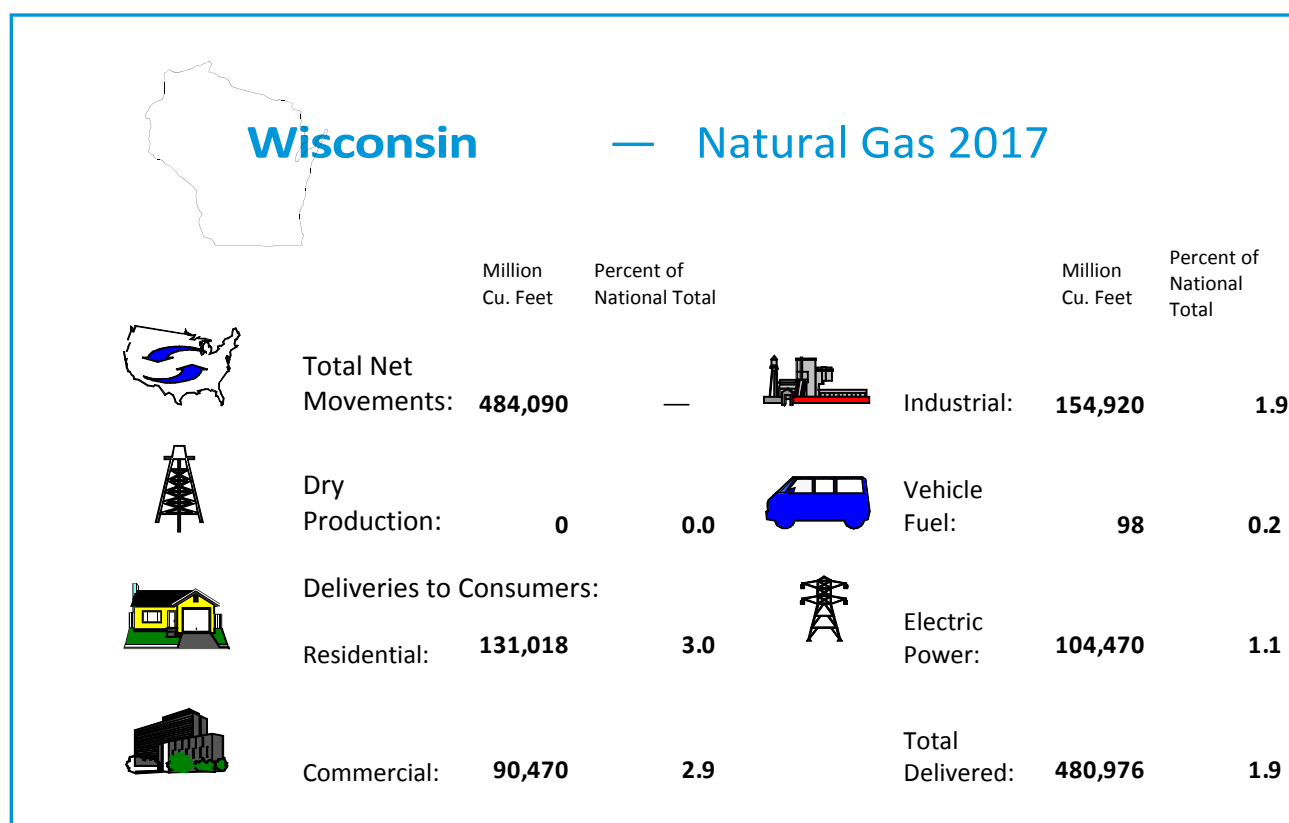 Wisconsin — Natural Gas 2017
Million
Cu. Feet
Percent of
National Total
Million
Cu. Feet
Percent of
National
Total
Total Net
Movements: 484,090 —
Industrial: 154,920 1.9
Dry
Production: 0 0.0
Vehicle
Fuel: 98 0.2
Deliveries to Consumers:
Residential: 131,018 3.0
Electric
Power: 104,470 1.1
Commercial: 90,470 2.9
Total
Delivered: 480,976 1.9